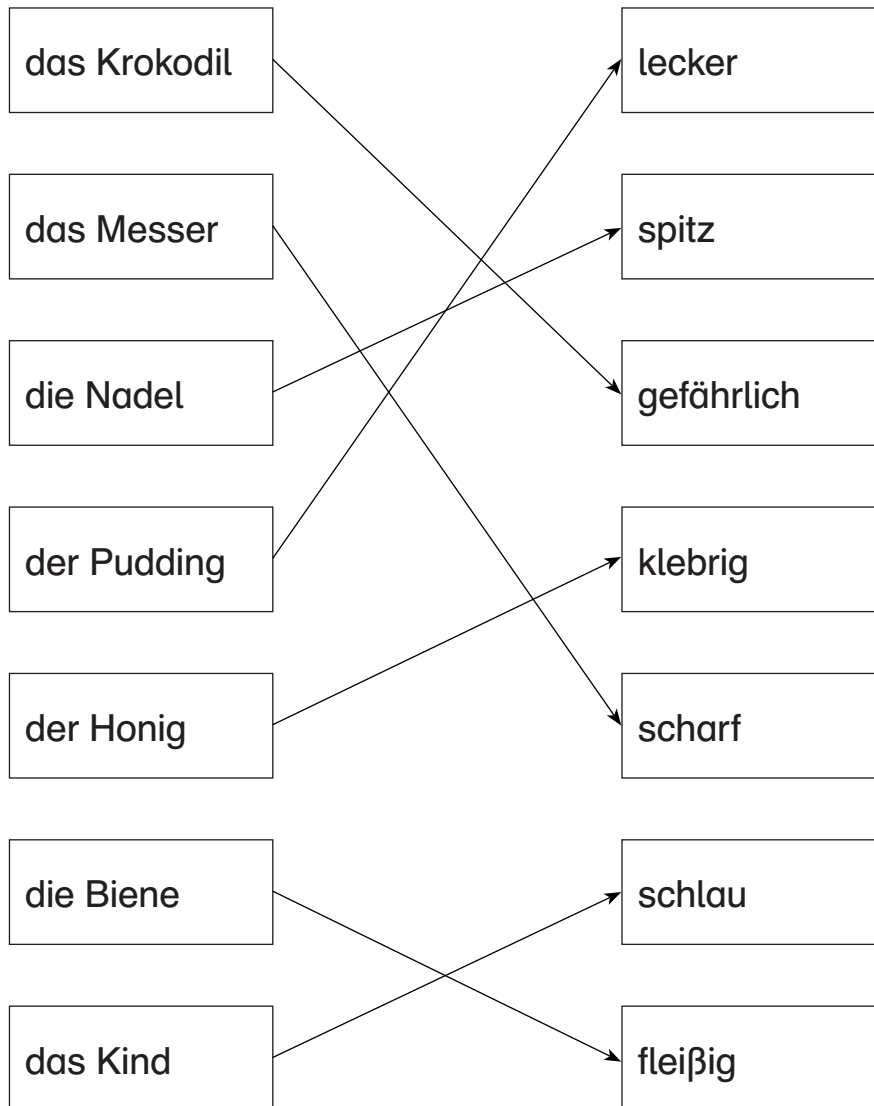 das Krokodil
lecker
das Messer
spitz
die Nadel
gefährlich
der Pudding
klebrig
der Honig
scharf
die Biene
schlau
das Kind
fleißig